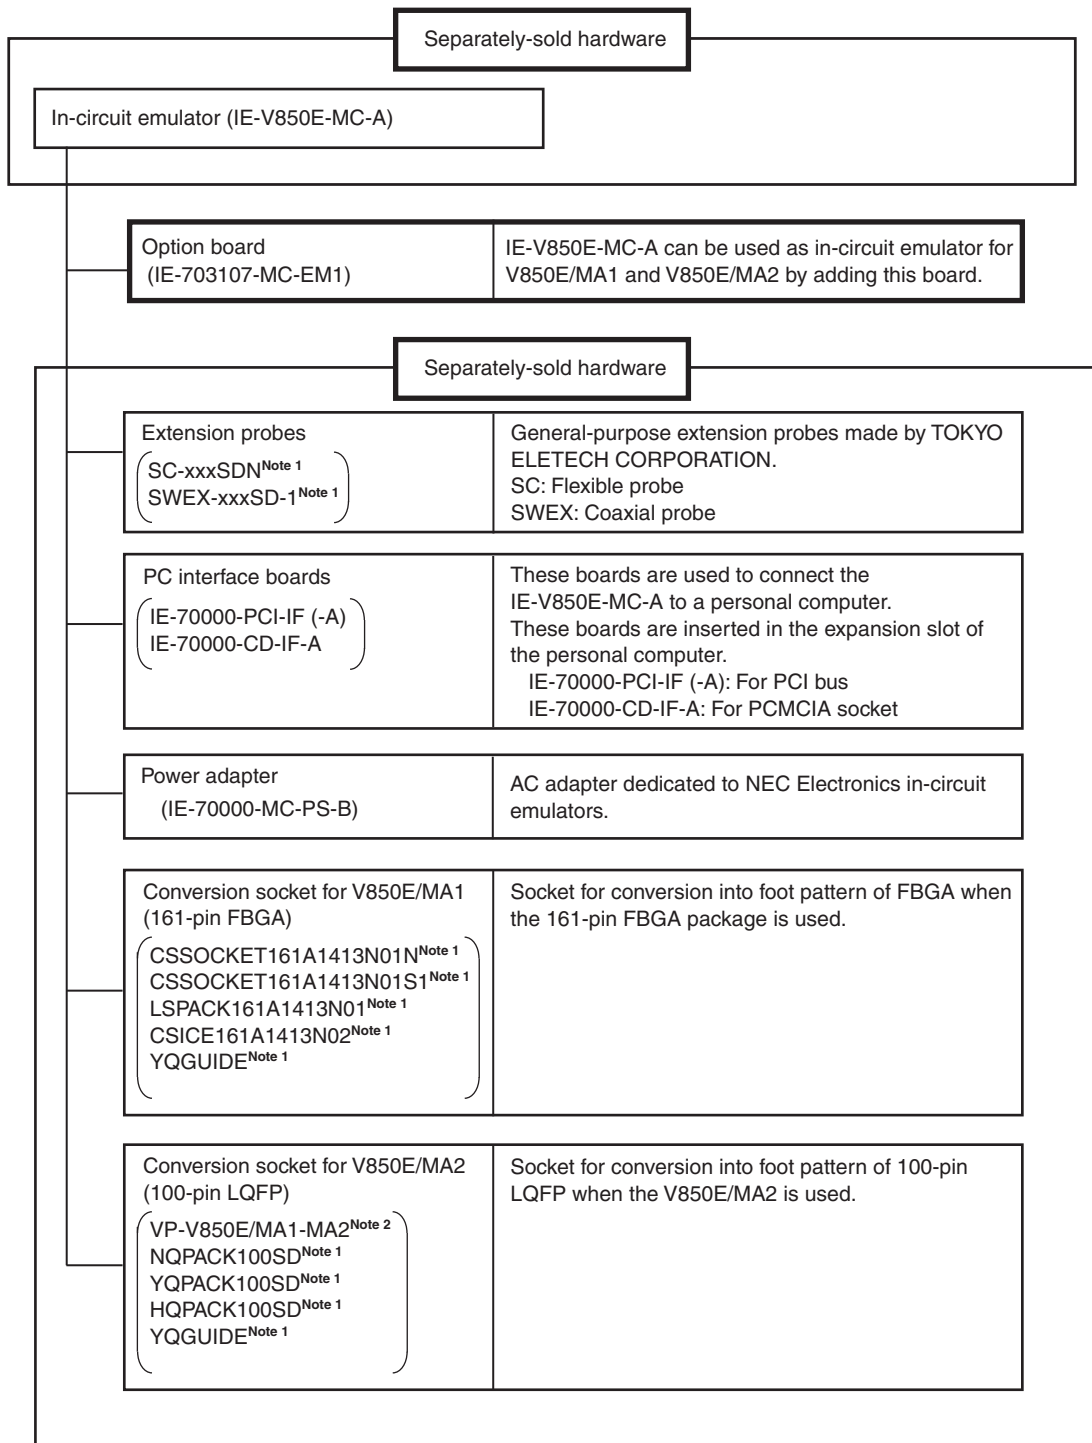 Separately-sold hardware
In-circuit emulator (IE-V850E-MC-A)
Option board
(IE-703107-MC-EM1)
IE-V850E-MC-A can be used as in-circuit emulator for
V850E/MA1 and V850E/MA2 by adding this board.
Separately-sold hardware
Extension probes
SC-xxxSDNNote 1
SWEX-xxxSD-1Note 1
General-purpose extension probes made by TOKYO
ELETECH CORPORATION.
SC: Flexible probe
SWEX: Coaxial probe
PC interface boards
IE-70000-PCI-IF (-A)
IE-70000-CD-IF-A
These boards are used to connect the
IE-V850E-MC-A to a personal computer.
These boards are inserted in the expansion slot of
the personal computer.
IE-70000-PCI-IF (-A): For PCI bus
IE-70000-CD-IF-A: For PCMCIA socket
Power adapter
(IE-70000-MC-PS-B)
AC adapter dedicated to NEC Electronics in-circuit
emulators.
Conversion socket for V850E/MA1
(161-pin FBGA)
CSSOCKET161A1413N01NNote 1
CSSOCKET161A1413N01S1Note 1
LSPACK161A1413N01Note 1
CSICE161A1413N02Note 1
YQGUIDENote 1
Socket for conversion into foot pattern of FBGA when
the 161-pin FBGA package is used.
Conversion socket for V850E/MA2
(100-pin LQFP)
VP-V850E/MA1-MA2Note 2
NQPACK100SDNote 1
YQPACK100SDNote 1
HQPACK100SDNote 1
YQGUIDENote 1
Socket for conversion into foot pattern of 100-pin
LQFP when the V850E/MA2 is used.